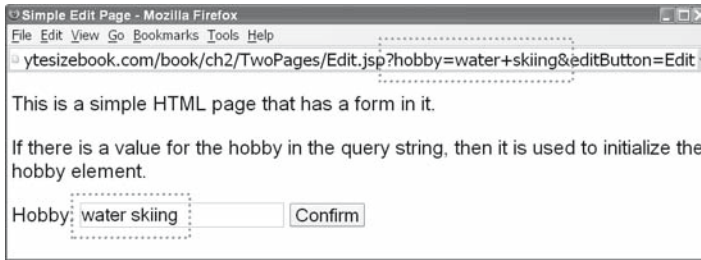 Simple Edit Page - Mozilla Firefox
File Edit View Go Bookmarks Tools Help
ytesizebook.com/book/ch2/TwoPages/Edit.jsp?hobby=water+skiing&editButton=Edit
This is a simple HTML page that has a form in it.
If there is a value for the hobby in the query string, then it is used to initialize the
hobby element.
Hobby: water skiing Confirm